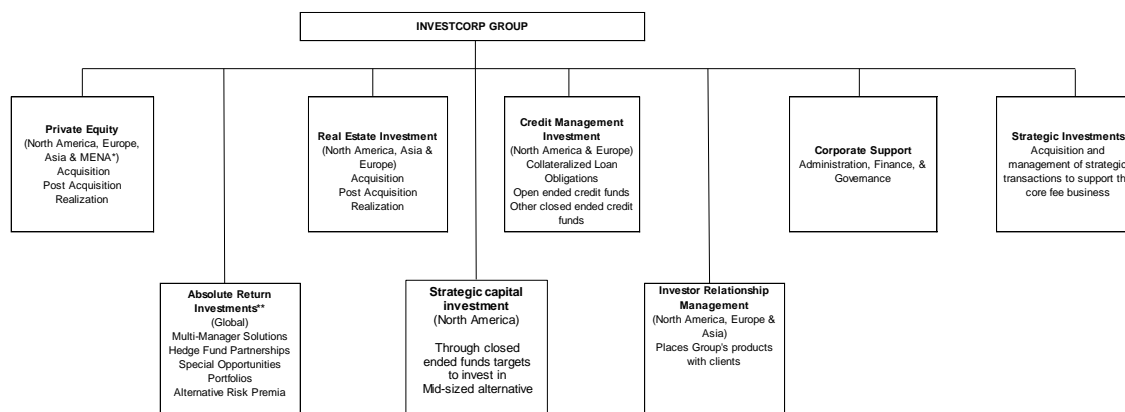 INVESTCORP GROUP
Private Equity
(North America, Europe,
Asia & MENA*)
Acquisition
Post Acquisition
Realization
Real Estate Investment
(North America, Asia &
Europe)
Acquisition
Post Acquisition
Realization
Credit Management
Investment
(North America & Europe)
Collateralized Loan
Obligations
Open ended credit funds
Other closed ended credit
funds
Corporate Support
Administration, Finance, &
Governance
Strategic Investments
Acquisition and
management of strategic
transactions to support th
core fee business
Absolute Return
Investments**
(Global)
Multi-Manager Solutions
Hedge Fund Partnerships
Special Opportunities
Portfolios
Alternative Risk Premia
Strategic capital
investment
(North America)
Through closed
ended funds targets
to invest in
Mid-sized alternative
Investor Relationship
Management
(North America, Europe &
Asia)
Places Group's products
with clients